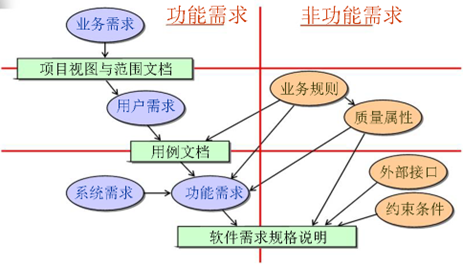 功能需求
非功能需求
业务需求
项目视图与范围文档
业务规则
用户需求
质量属性
用例文档
外部接口
系统需求
功能需求
约束条件
软件需求规格说明